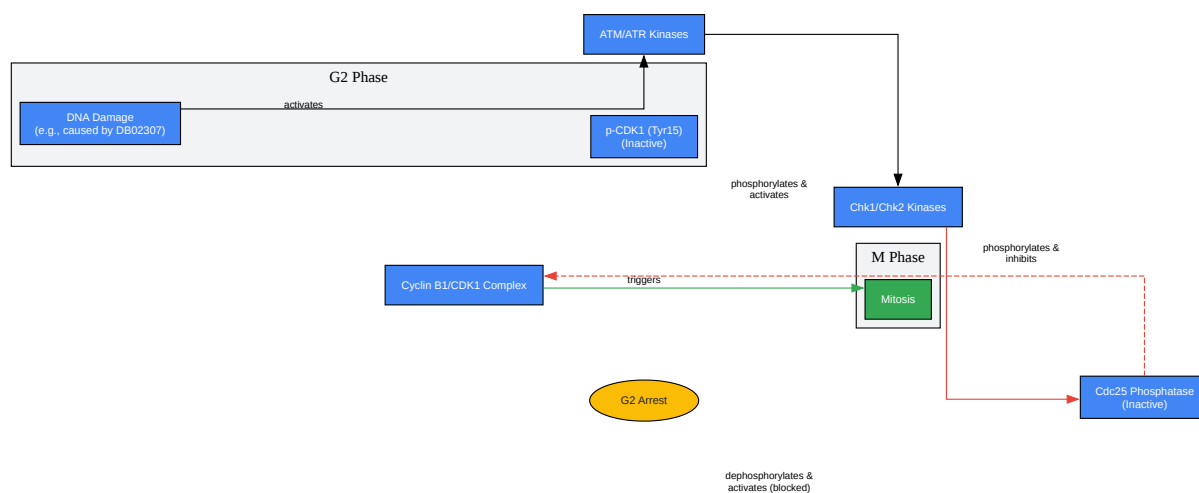 ATM/ATR Kinases
G2 Phase
DNA Damage
(e.g., caused by DB02307)
activates
p-CDK1 (Tyr15)
(Inactive)
phosphorylates &
activates
Chk1/Chk2 Kinases
phosphorylates &
inhibits
M Phase
Cyclin B1/CDK1 Complex
triggers
Mitosis
Cdc25 Phosphatase
(Inactive)
G2 Arrest
dephosphorylates &
activates (blocked)